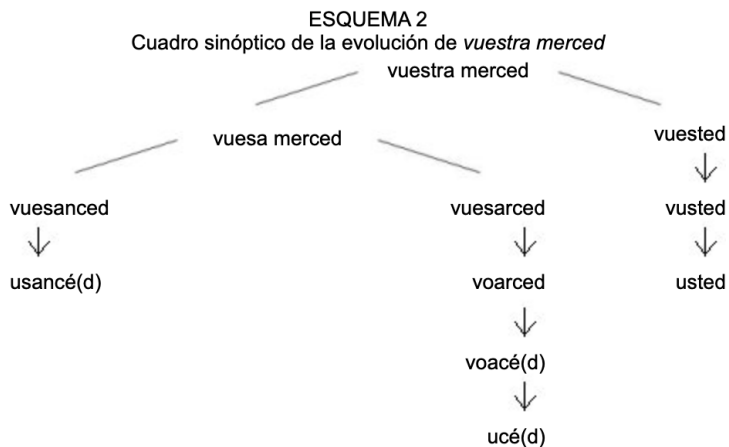 ESQUEMA 2
Cuadro sinóptico de la evolución de vuestra merced
vuestra merced
vuesa merced
vuested
vuesanced
vuesarced
vusted
usancé(d)
voarced
usted
voacé(d)
ucé(d)